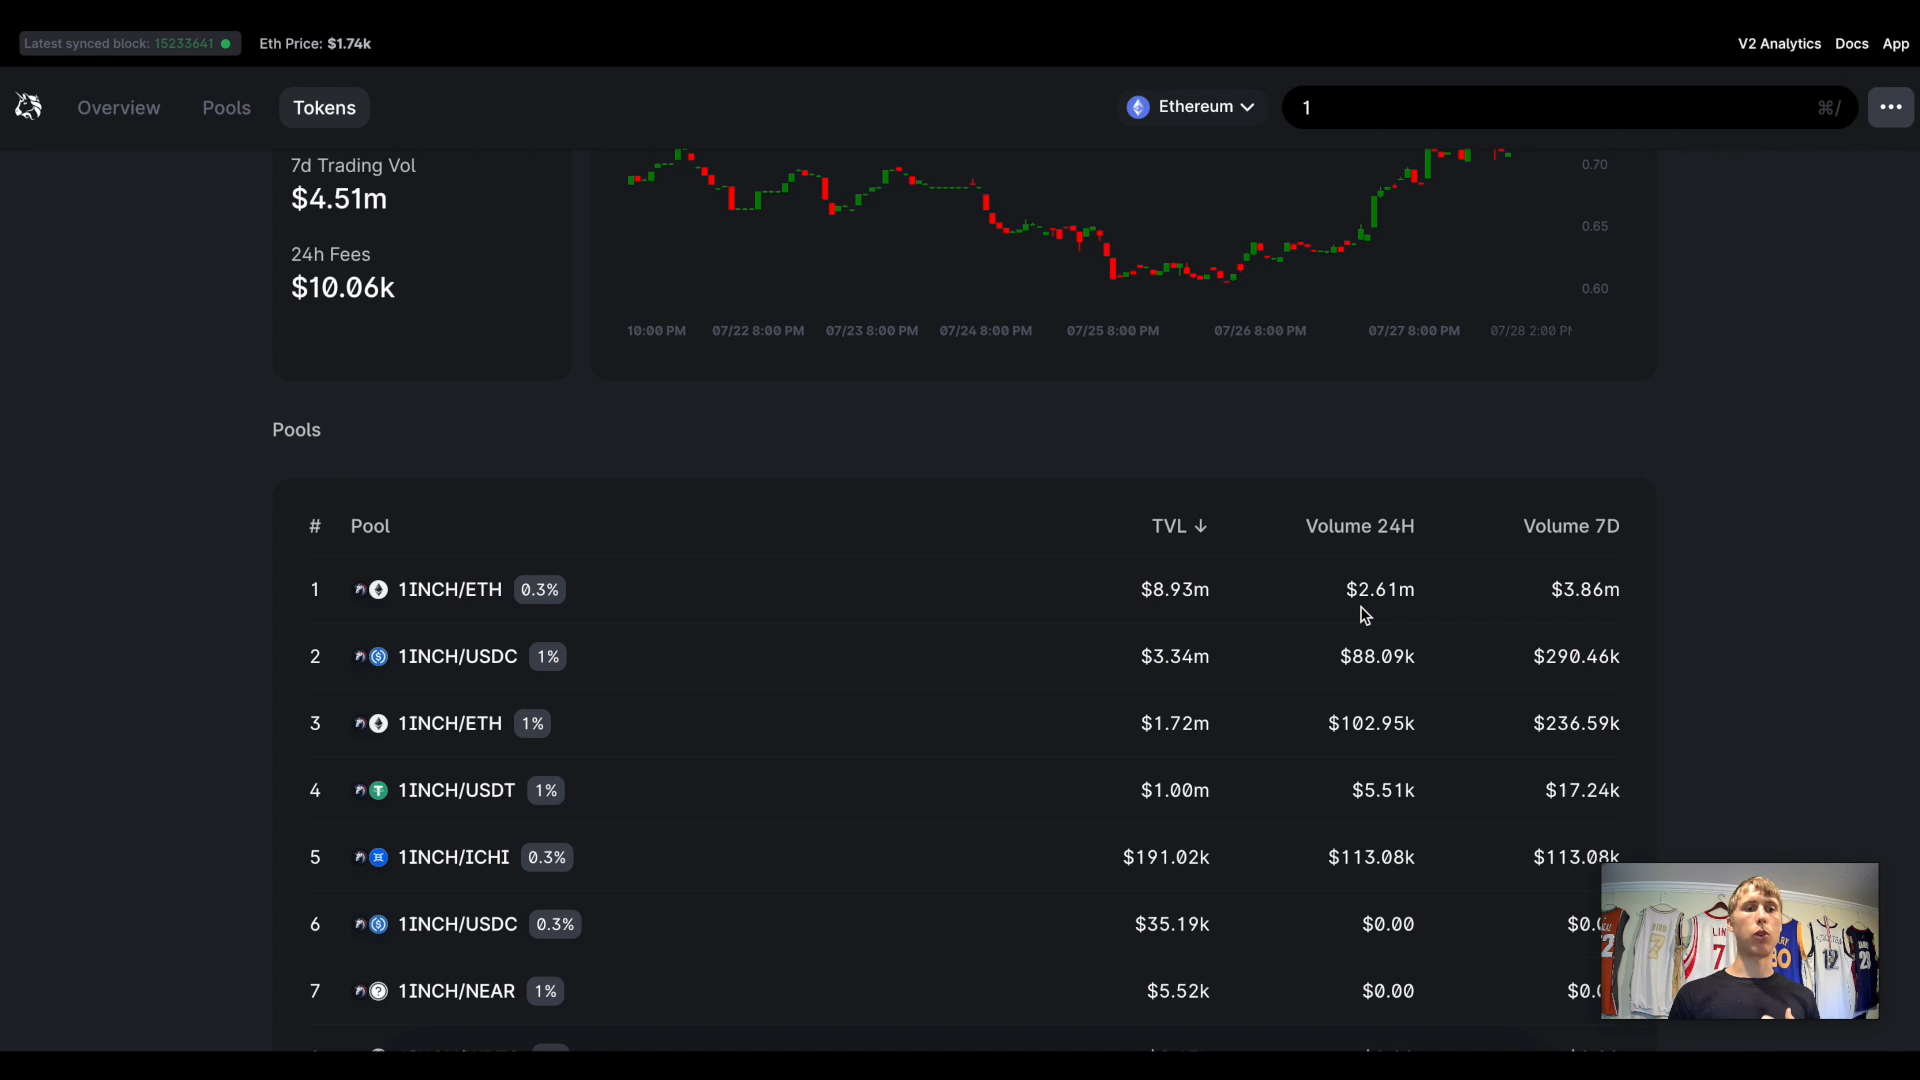 Latest synced block: 15233641
Eth Price: $1.74k
V2 Analytics Docs App
Overview Pools Tokens
Ethereum
1
⌘/
7d Trading Vol
$4.51m
24h Fees
$10.06k
0.70
0.65
0.60
10:00 PM 07/22 8:00 PM 07/23 8:00 PM 07/24 8:00 PM 07/25 8:00 PM 07/26 8:00 PM 07/27 8:00 PM 07/28 2:00 PM
Pools
# Pool TVL ↓ Volume 24H Volume 7D
1 1INCH/ETH 0.3% $8.93m $2.61m $3.86m
2 1INCH/USDC 1% $3.34m $88.09k $290.46k
3 1INCH/ETH 1% $1.72m $102.95k $236.59k
4 1INCH/USDT 1% $1.00m $5.51k $17.24k
5 1INCH/ICHI 0.3% $191.02k $113.08k $113.08k
6 1INCH/USDC 0.3% $35.19k $0.00 $0.0
7 1INCH/NEAR 1% $5.52k $0.00 $0.0